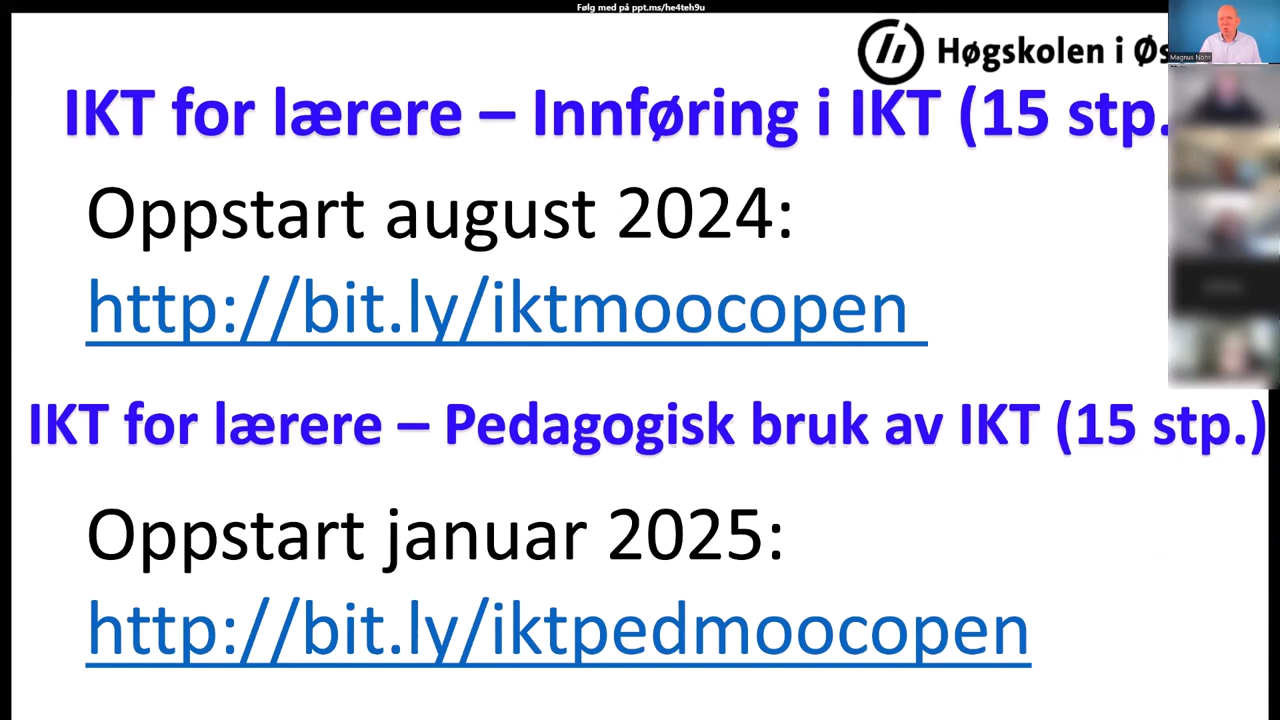 Følg med på ppt.ms/he4teh9u
Høgskolen i Øs
Magnus Nohr
IKT for lærere – Innføring i IKT (15 stp.
Oppstart august 2024:
http://bit.ly/iktmoocopen
IKT for lærere – Pedagogisk bruk av IKT (15 stp.)
Oppstart januar 2025:
http://bit.ly/iktpedmoocopen